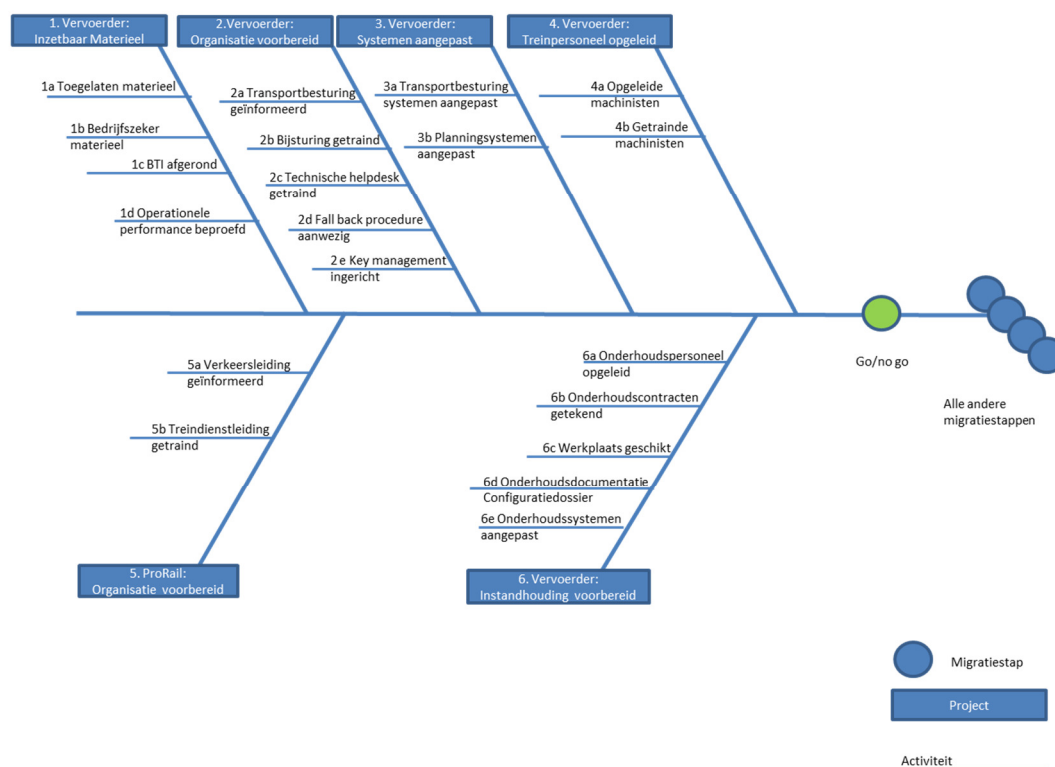 1. Vervoerder:
Inzetbaar Materieel
2.Vervoerder:
Organisatie voorbereid
3. Vervoerder:
Systemen aangepast
4. Vervoerder:
Treinpersoneel opgeleid
1a Toegelaten materieel
1b Bedrijfszeker
materieel
1c BTI afgerond
1d Operationele
performance beproefd
2a Transportbesturing
geïnformeerd
2b Bijsturing getraind
2c Technische helpdesk
getraind
2d Fall back procedure
aanwezig
2 e Key management
ingericht
3a Transportbesturing
systemen aangepast
3b Planningsystemen
aangepast
4a Opgeleide
machinisten
4b Getrainde
machinisten
Go/no go
Alle andere
migratiestappen
5a Verkeersleiding
geïnformeerd
5b Treindienstleiding
getraind
6a Onderhoudspersoneel
opgeleid
6b Onderhoudscontracten
getekend
6c Werkplaats geschikt
6d Onderhoudsdocumentatie
Configuratiedossier
6e Onderhoudssystemen
aangepast
5. ProRail:
Organisatie voorbereid
6. Vervoerder:
Instandhouding voorbereid
Migratiestap
Project
Activiteit